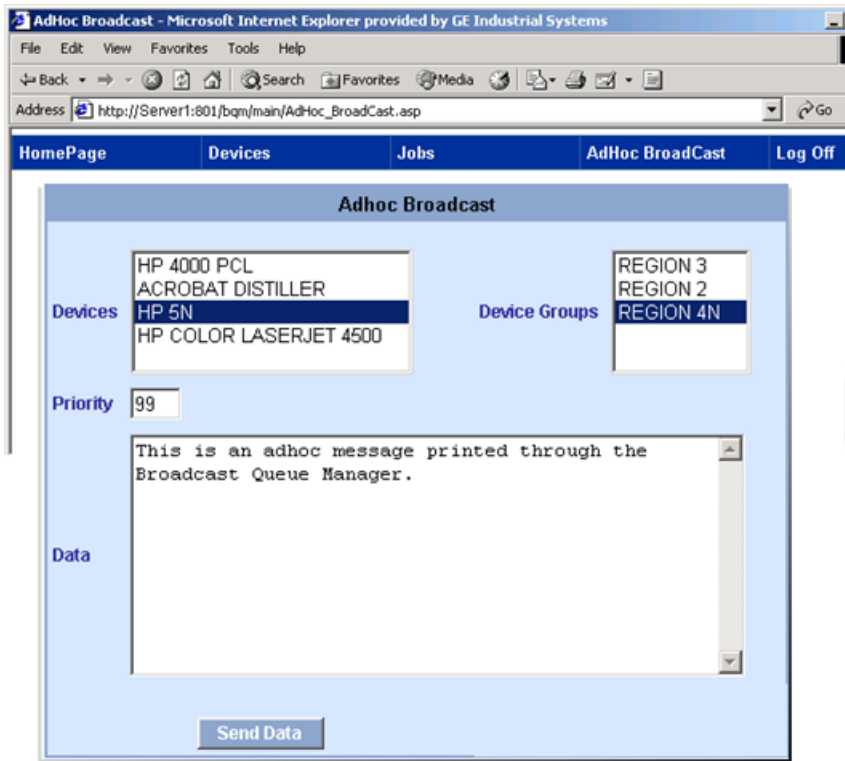 AdHoc Broadcast - Microsoft Internet Explorer provided by GE Industrial Systems
File Edit View Favorites Tools Help
Back Search Favorites Media
Address http://Server1:801/bqm/main/AdHoc_BroadCast.asp Go
HomePage Devices Jobs AdHoc BroadCast Log Off
Adhoc Broadcast
Devices
HP 4000 PCL
ACROBAT DISTILLER
HP 5N
HP COLOR LASERJET 4500
Device Groups
REGION 3
REGION 2
REGION 4N
Priority 99
Data
This is an adhoc message printed through the
Broadcast Queue Manager.
Send Data